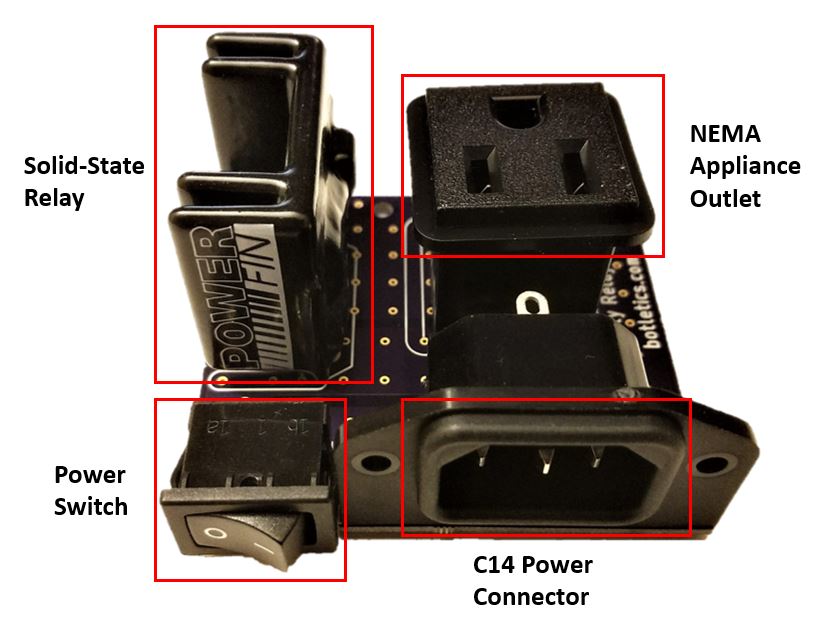 Solid-State
Relay
NEMA
Appliance
Outlet
POWER
FIN
botletics.com
1b 1 1a
O
—
Power
Switch
C14 Power
Connector